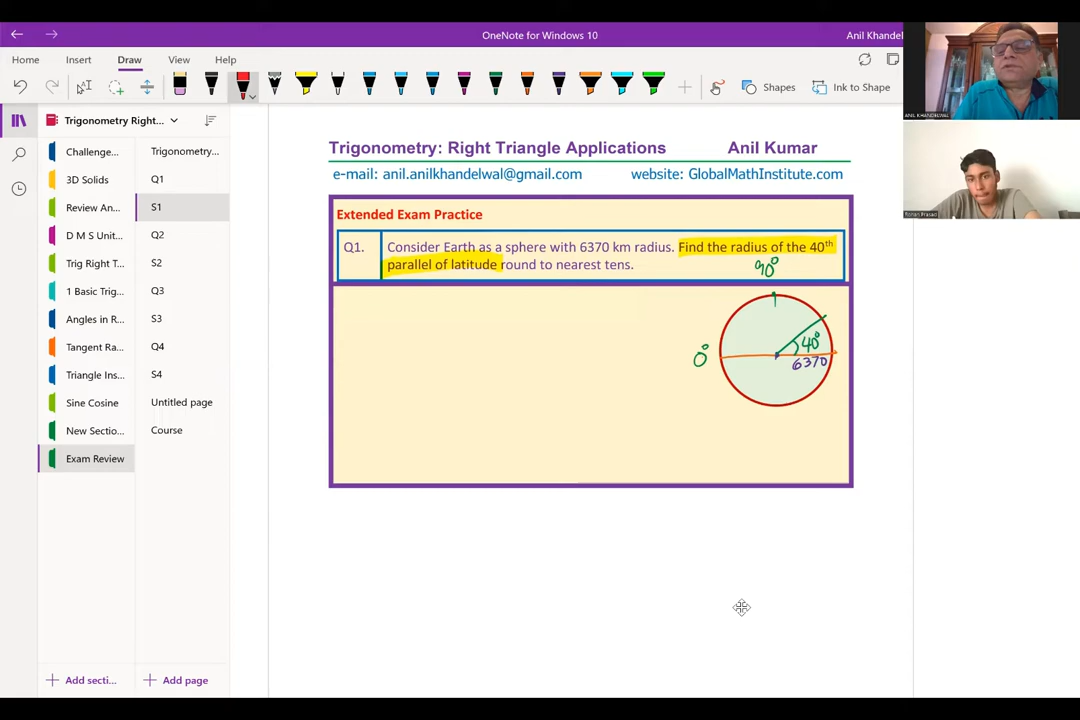 OneNote for Windows 10
Anil Khandel
Home
Insert
Draw
View
Help
Shapes
Ink to Shape
Trigonometry Right...
Challenge...
3D Solids
Review An...
D M S Unit...
Trig Right T...
1 Basic Trig...
Angles in R...
Tangent Ra...
Triangle Ins...
Sine Cosine
New Sectio...
Exam Review
Add secti...
Trigonometry...
Q1
S1
Q2
S2
Q3
S3
Q4
S4
Untitled page
Course
Add page
Trigonometry: Right Triangle Applications Anil Kumar
e-mail: anil.anilkhandelwal@gmail.com website: GlobalMathInstitute.com
Extended Exam Practice
Q1. Consider Earth as a sphere with 6370 km radius. Find the radius of the 40th
parallel of latitude round to nearest tens.
90°
40°
0°
6370
ANIL KHANDELWAL
Rohan Prasad